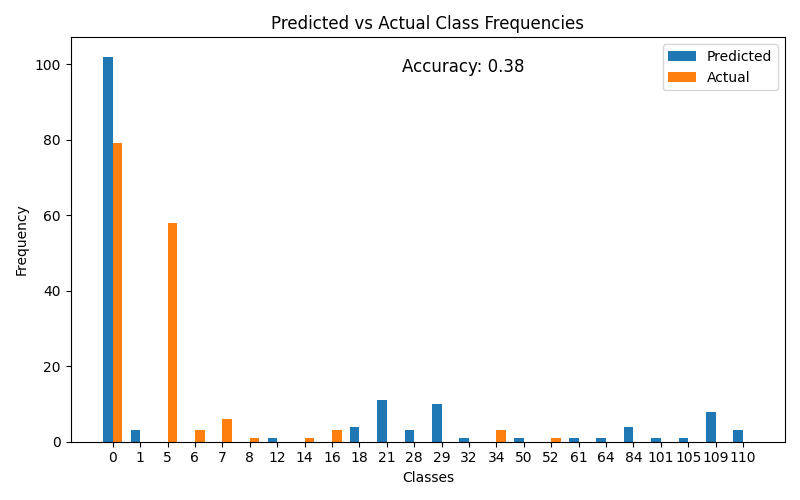 Predicted vs Actual Class Frequencies
Accuracy: 0.38
Predicted
Actual
Frequency
100
80
60
40
20
0
0 1 5 6 7 8 12 14 16 18 21 28 29 32 34 50 52 61 64 84 101 105 109 110
Classes